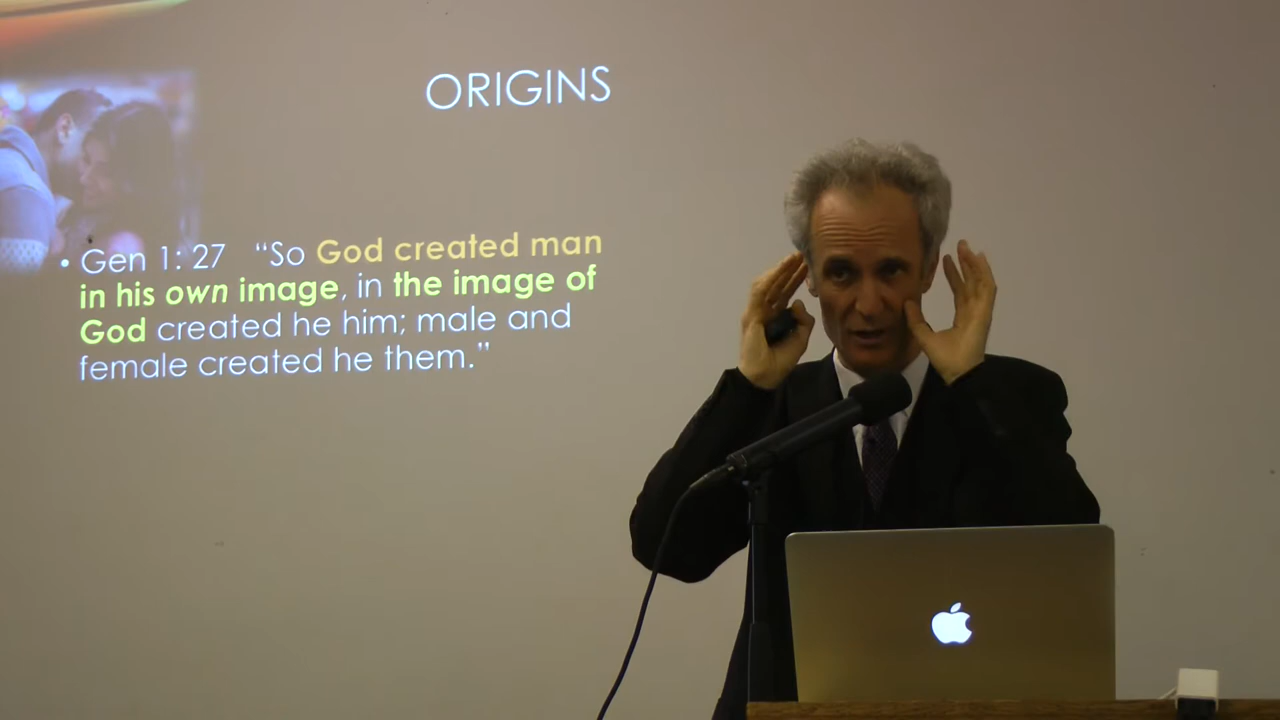 ORIGINS
• Gen 1: 27 “So God created man
in his own image, in the image of
God created he him; male and
female created he them.”